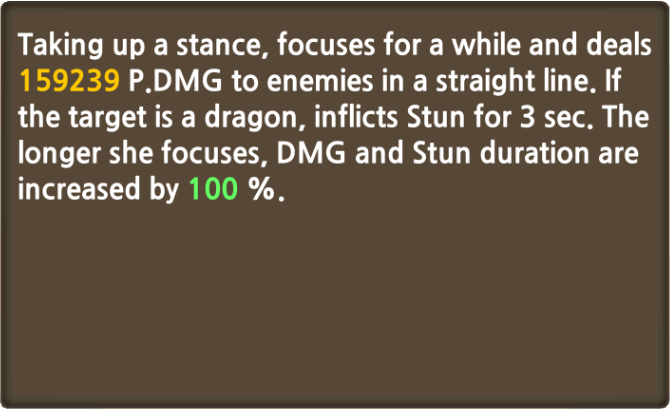 Taking up a stance, focuses for a while and deals
159239 P.DMG to enemies in a straight line. If
the target is a dragon, inflicts Stun for 3 sec. The
longer she focuses, DMG and Stun duration are
increased by 100 %.